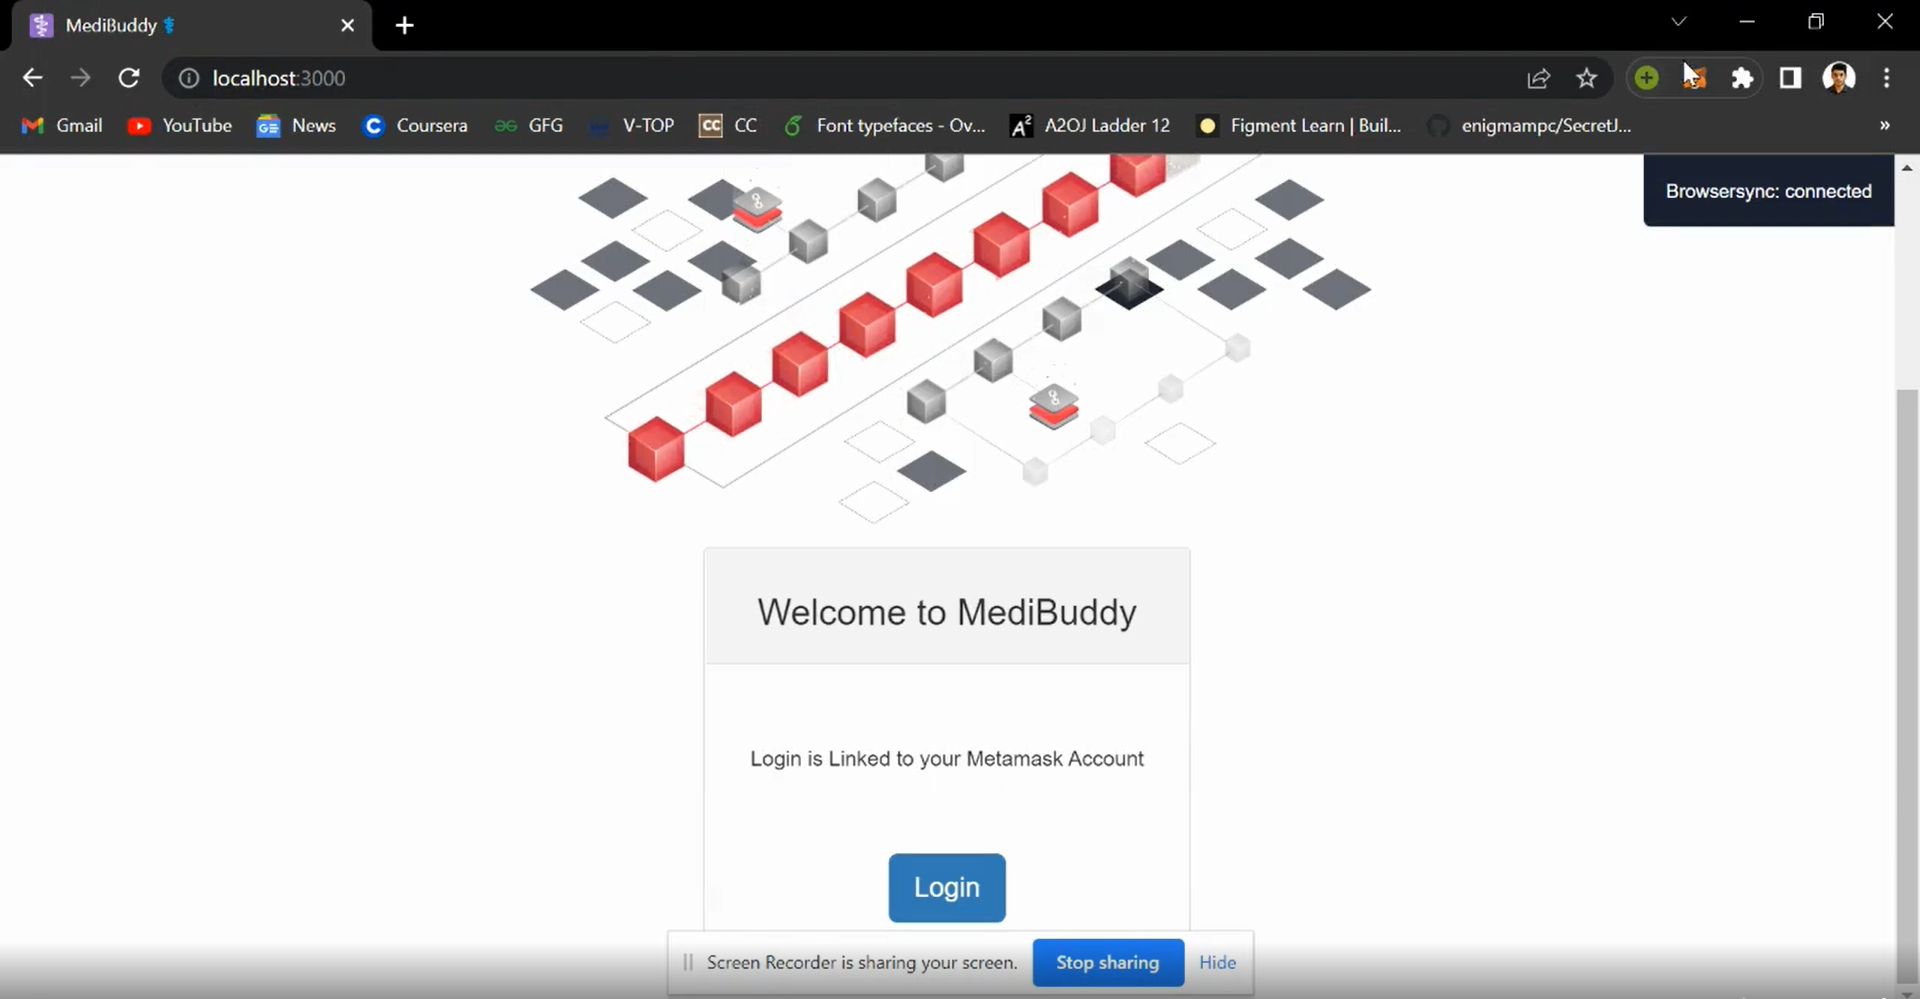 MediBuddy
localhost:3000
Gmail
YouTube
News
Coursera
GFG
V-TOP
CC
CC
Font typefaces - Ov...
A² A2OJ Ladder 12
Figment Learn | Buil...
enigmampc/SecretJ...
»
Browsersync: connected
Welcome to MediBuddy
Login is Linked to your Metamask Account
Login
Screen Recorder is sharing your screen.
Stop sharing
Hide